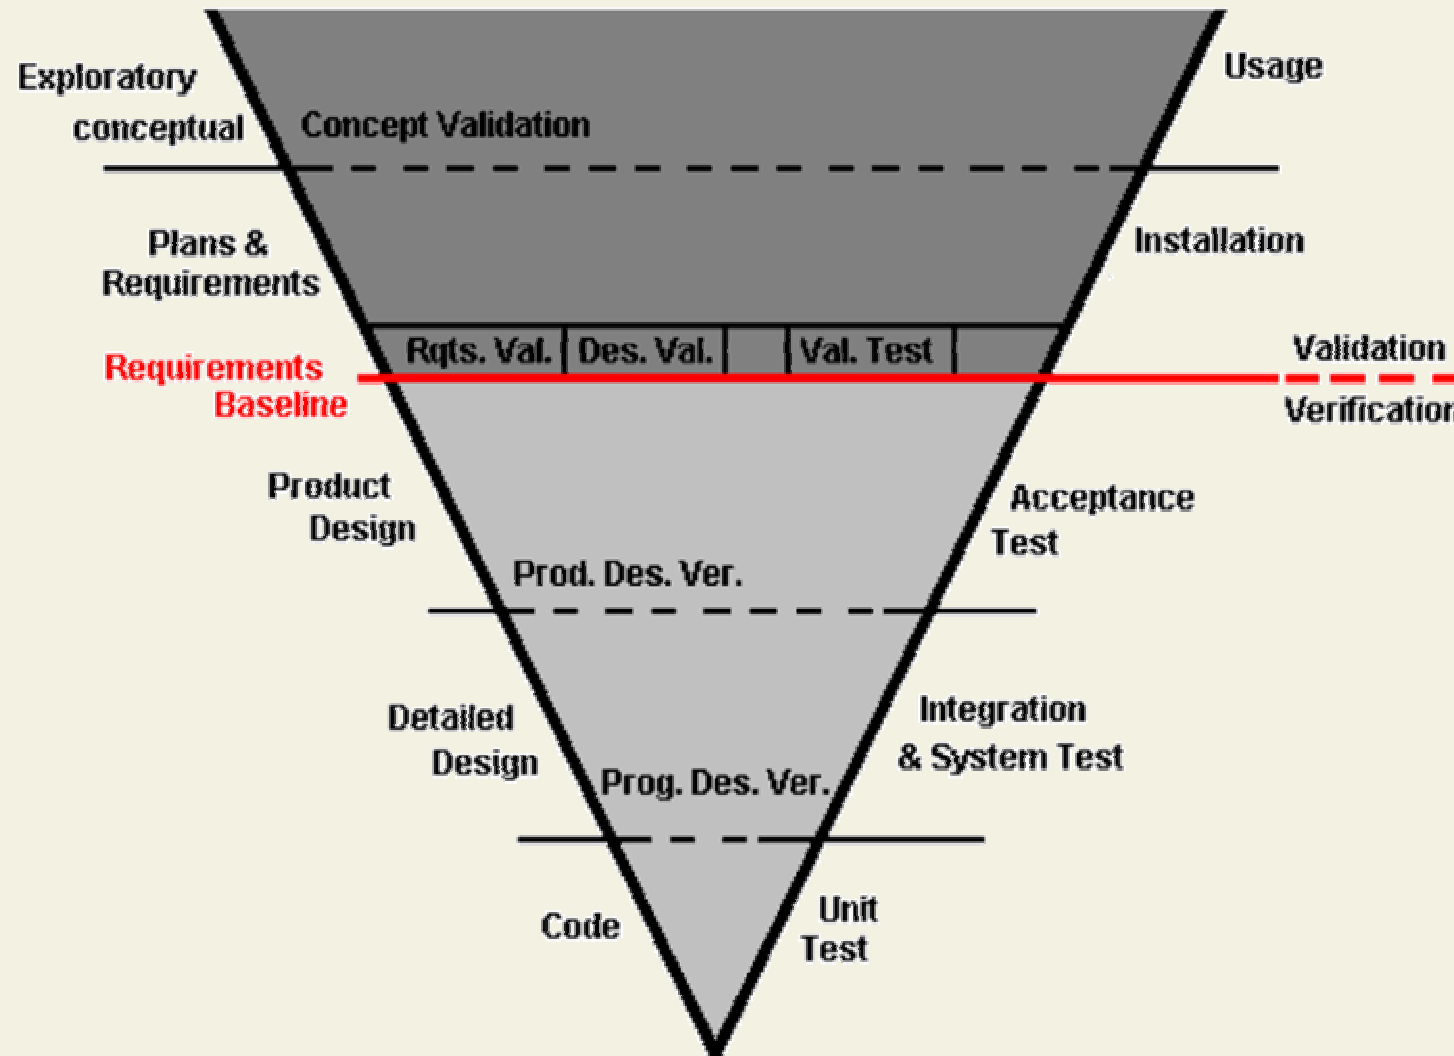 Exploratory
conceptual
Concept Validation
Usage
Plans &
Requirements
Installation
Rqts. Val.
Des. Val.
Val. Test
Requirements
Baseline
Validation
Verification
Product
Design
Acceptance
Test
Prod. Des. Ver.
Detailed
Design
Integration
& System Test
Prog. Des. Ver.
Code
Unit
Test